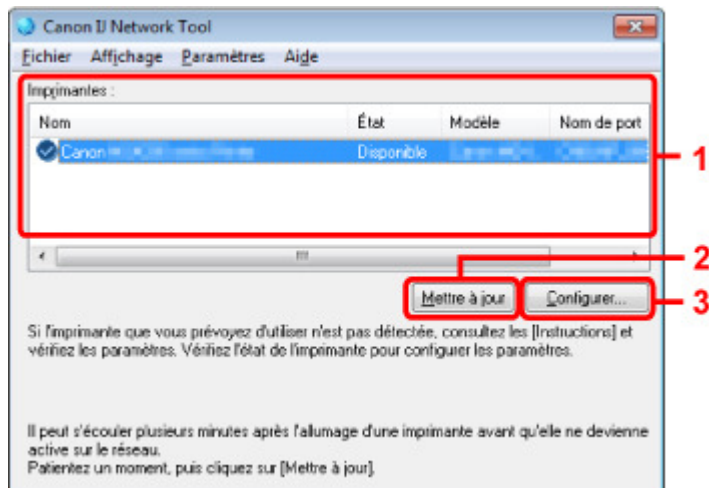 Canon IJ Network Tool
Fichier Affichage Paramètres Aide
Imprimantes :
Nom État Modèle Nom de port
Canon Disponible
1
2
Mettre à jour Configurer...
3
Si l'imprimante que vous prévoyez d'utiliser n'est pas détectée, consultez les [Instructions] et
vérifiez les paramètres. Vérifiez l'état de l'imprimante pour configurer les paramètres.
Il peut s'écouler plusieurs minutes après l'allumage d'une imprimante avant qu'elle ne devienne
active sur le réseau.
Patientez un moment, puis cliquez sur [Mettre à jour].